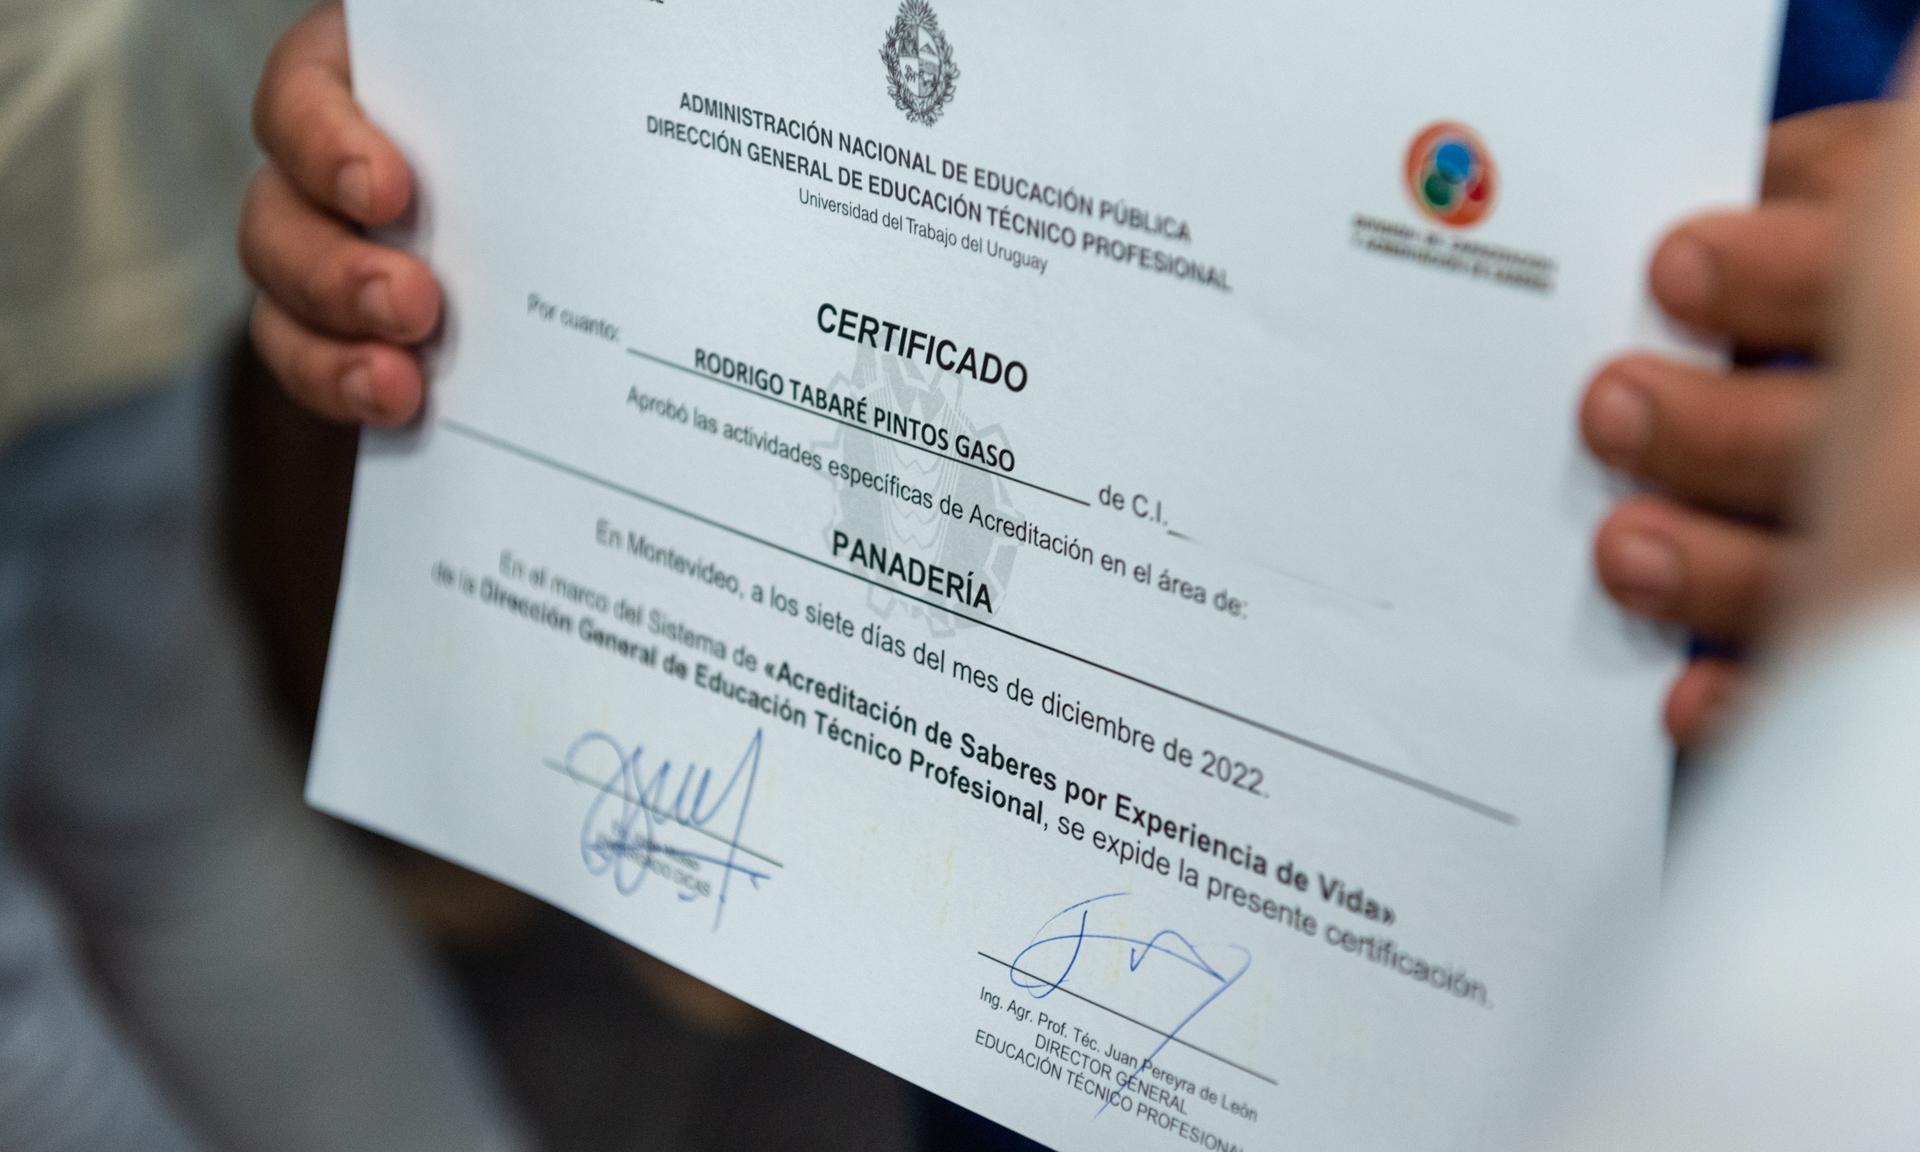 ADMINISTRACIÓN NACIONAL DE EDUCACIÓN PÚBLICA
DIRECCIÓN GENERAL DE EDUCACIÓN TÉCNICO PROFESIONAL
Universidad del Trabajo del Uruguay
CERTIFICADO
Por cuanto: RODRIGO TABARÉ PINTOS GASO de C.I.
Aprobó las actividades específicas de Acreditación en el área de:
PANADERÍA
En Montevideo, a los siete días del mes de diciembre de 2022.
En el marco del Sistema de «Acreditación de Saberes por Experiencia de Vida»
de la Dirección General de Educación Técnico Profesional, se expide la presente certificación.
Ing. Agr. Prof. Téc. Juan Pereyra de León
DIRECTOR GENERAL
EDUCACIÓN TÉCNICO PROFESIONAL